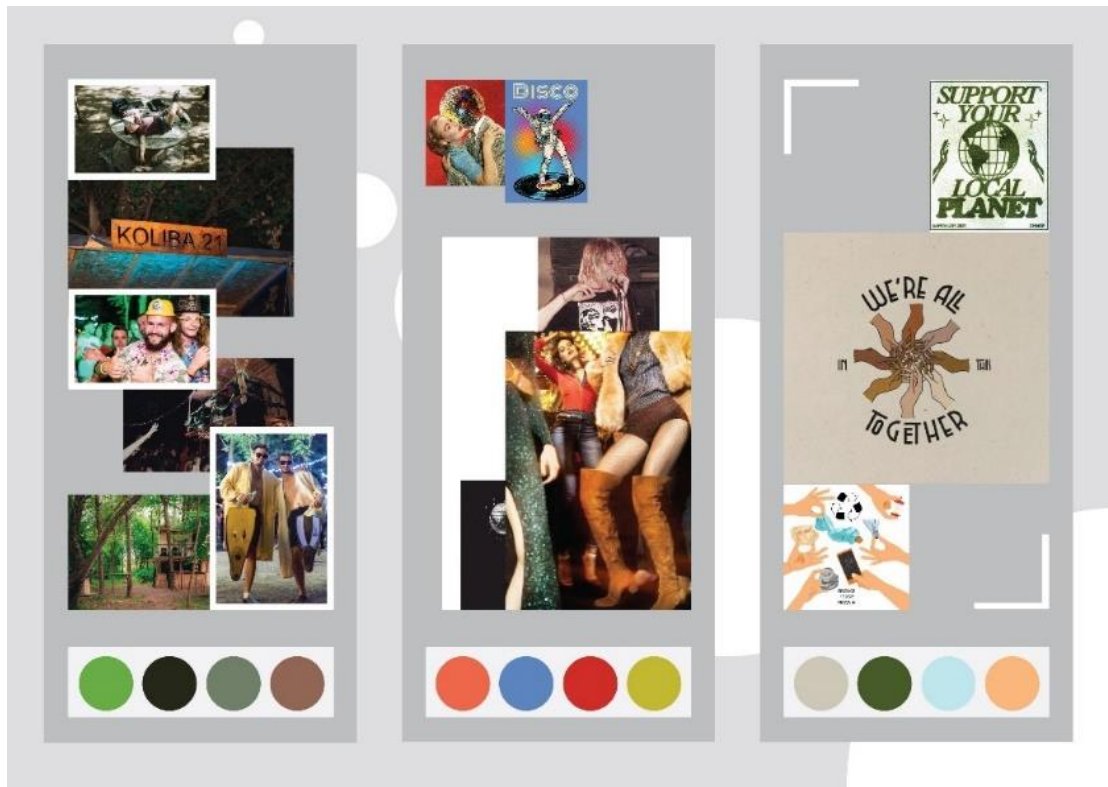 KOLIBA 21
DISCO
SUPPORT
YOUR
LOCAL
PLANET
WE'RE ALL
IN THIS
TOGETHER